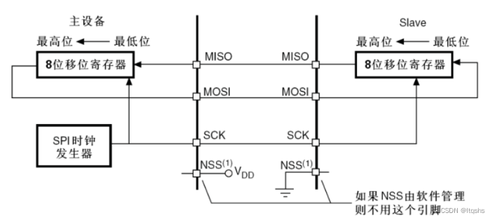 主设备
Slave
最高位 ← 最低位
最高位 ← 最低位
8位移位寄存器
MISO
MISO
8位移位寄存器
MOSI
MOSI
SPI时钟
发生器
SCK
SCK
NSS(1)
VDD
NSS(1)
如果NSS由软件管理
则不用这个引脚